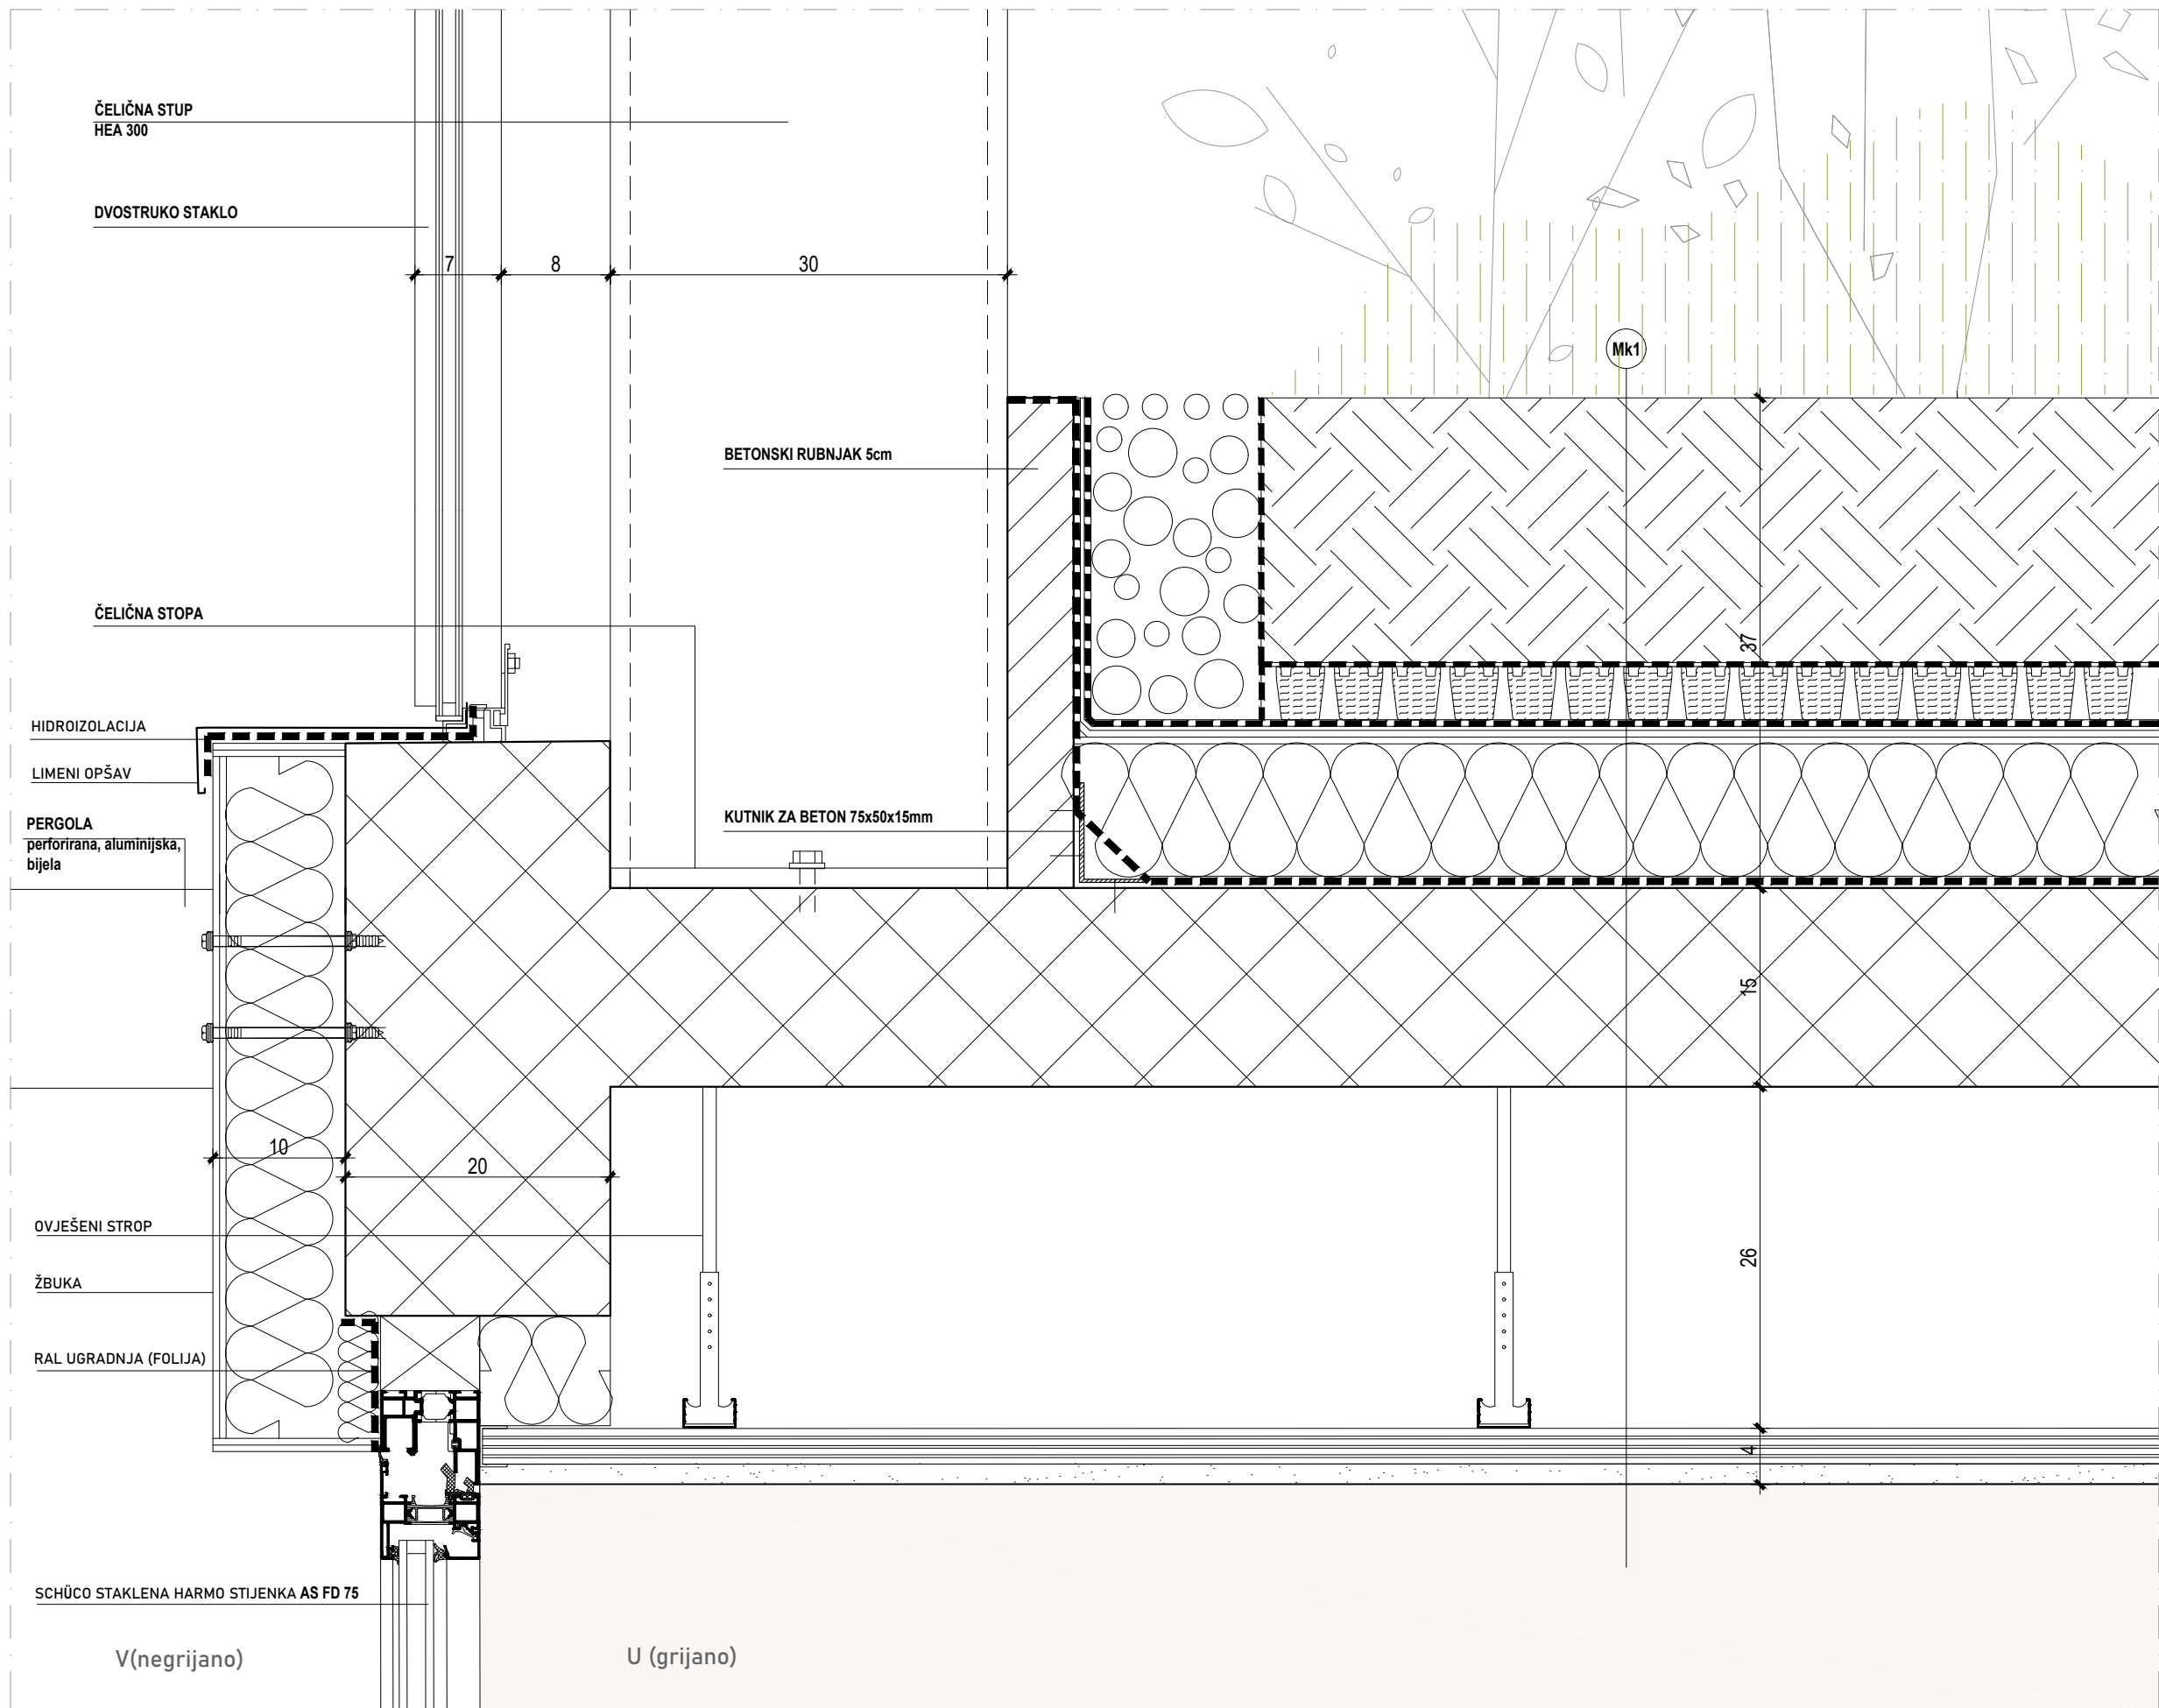 ČELIČNA STUP
HEA 300
DVOSTRUKO STAKLO
7
8
30
Mk1
BETONSKI RUBNJAK 5cm
ČELIČNA STOPA
37
HIDROIZOLACIJA
LIMENI OPŠAV
PERGOLA
perforirana, aluminijska,
bijela
KUTNIK ZA BETON 75x50x15mm
15
10
20
OVJEŠENI STROP
26
ŽBUKA
RAL UGRADNJA (FOLIJA)
4
SCHÜCO STAKLENA HARMO STIJENKA AS FD 75
V(negrijano)
U (grijano)